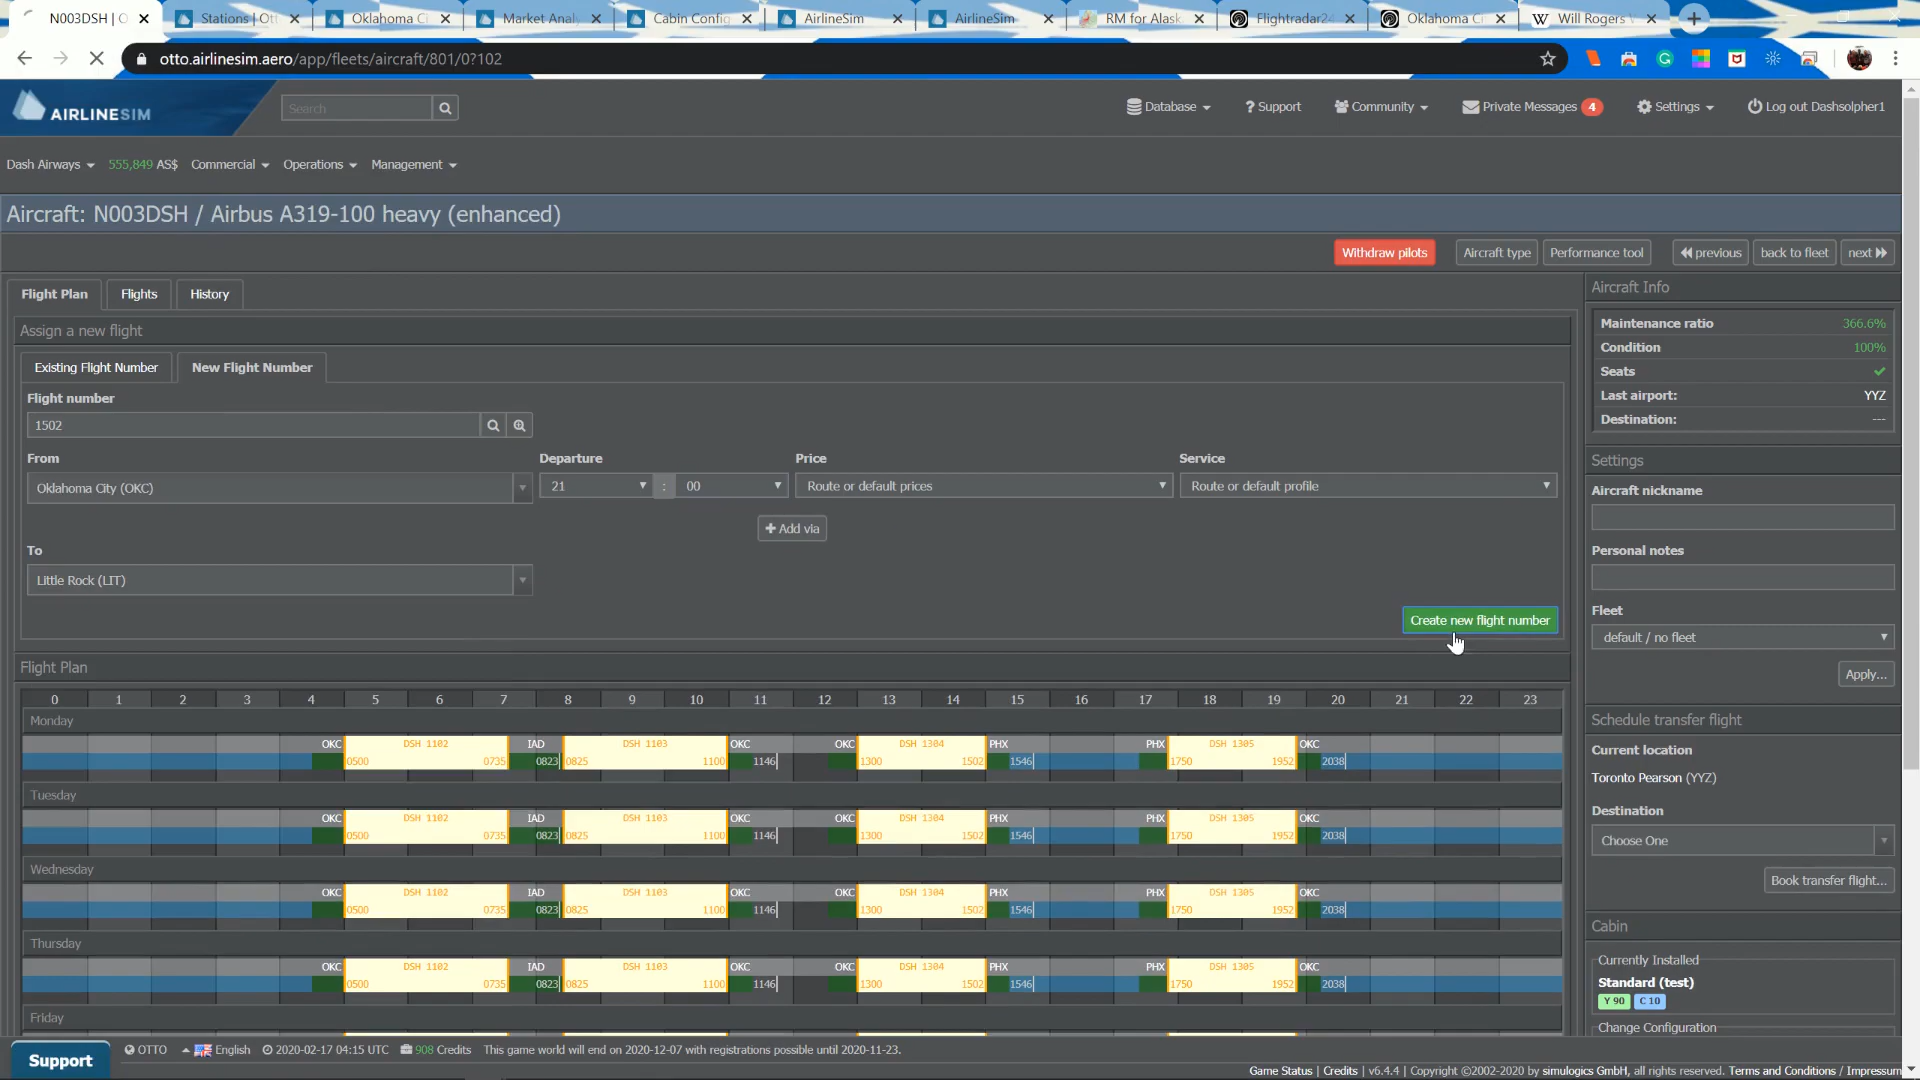 N003DSH | O
Stations | Ott
Oklahoma Ci
Market Analy
Cabin Config
AirlineSim
AirlineSim
RM for Alask
Flightradar24
Oklahoma Ci
Will Rogers
otto.airlinesim.aero/app/fleets/aircraft/801/0?102
AIRLINESIM
Search
Database
? Support
Community
Private Messages 4
Settings
Log out Dashsolpher1
Dash Airways 555,849 AS$ Commercial Operations Management
Aircraft: N003DSH / Airbus A319-100 heavy (enhanced)
Withdraw pilots Aircraft type Performance tool previous back to fleet next
Flight Plan Flights History
Assign a new flight
Existing Flight Number New Flight Number
Flight number
1502
From Departure Price Service
Oklahoma City (OKC) 21 : 00 Route or default prices Route or default profile
+ Add via
To
Little Rock (LIT)
Create new flight number
Flight Plan
0 1 2 3 4 5 6 7 8 9 10 11 12 13 14 15 16 17 18 19 20 21 22 23
Monday
OKC DSH 1102 IAD DSH 1103 OKC OKC DSH 1304 PHX PHX DSH 1305 OKC
0500 0735 0823 0825 1100 1146 1300 1502 1546 1750 1952 2038
Tuesday
OKC DSH 1102 IAD DSH 1103 OKC OKC DSH 1304 PHX PHX DSH 1305 OKC
0500 0735 0823 0825 1100 1146 1300 1502 1546 1750 1952 2038
Wednesday
OKC DSH 1102 IAD DSH 1103 OKC OKC DSH 1304 PHX PHX DSH 1305 OKC
0500 0735 0823 0825 1100 1146 1300 1502 1546 1750 1952 2038
Thursday
OKC DSH 1102 IAD DSH 1103 OKC OKC DSH 1304 PHX PHX DSH 1305 OKC
0500 0735 0823 0825 1100 1146 1300 1502 1546 1750 1952 2038
Friday
Aircraft Info
Maintenance ratio 366.6%
Condition 100%
Seats
Last airport: YYZ
Destination: ---
Settings
Aircraft nickname
Personal notes
Fleet
default / no fleet
Apply...
Schedule transfer flight
Current location
Toronto Pearson (YYZ)
Destination
Choose One
Book transfer flight...
Cabin
Currently Installed
Standard (test)
Y 90 C 10
Change Configuration
Support
OTTO English 2020-02-17 04:15 UTC 908 Credits This game world will end on 2020-12-07 with registrations possible until 2020-11-23.
Game Status | Credits | v6.4.4 | Copyright ©2002-2020 by simulogics GmbH, all rights reserved. Terms and Conditions / Impressum